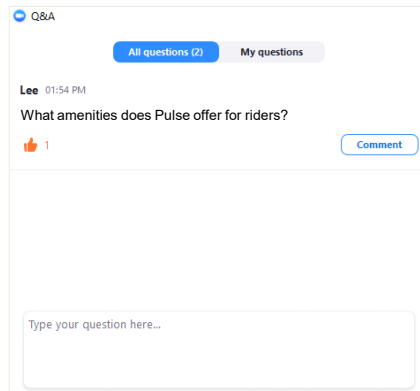 Q&A
All questions (2) My questions
Lee 01:54 PM
What amenities does Pulse offer for riders?
1
Comment
Type your question here...